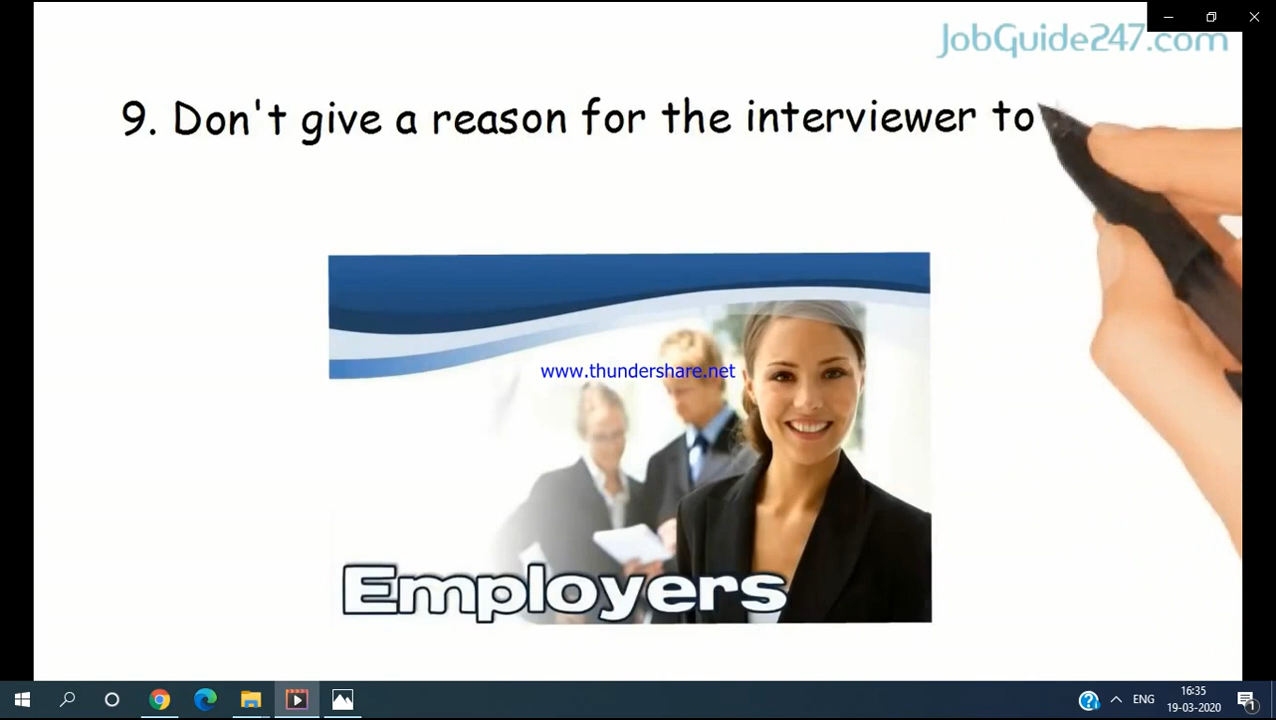 JobGuide247.com
9. Don't give a reason for the interviewer to
www.thundershare.net
Employers
ENG
16:35
19-03-2020
1